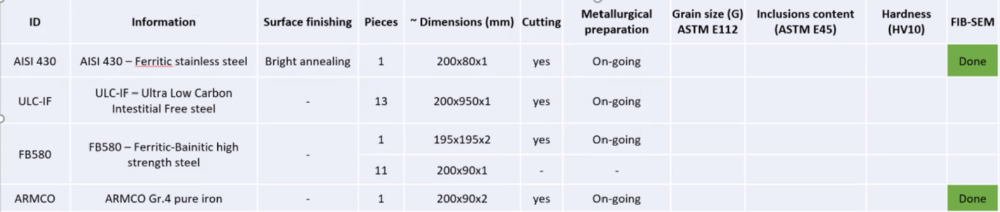 ID Information Surface finishing Pieces ~ Dimensions (mm) Cutting Metallurgical preparation Grain size (G) ASTM E112 Inclusions content (ASTM E45) Hardness (HV10) FIB-SEM
AISI 430 AISI 430 – Ferritic stainless steel Bright annealing 1 200x80x1 yes On-going Done
ULC-IF ULC-IF – Ultra Low Carbon Intestitial Free steel - 13 200x950x1 yes On-going
FB580 FB580 – Ferritic-Bainitic high strength steel - 1 195x195x2 yes On-going
11 200x90x1 - -
ARMCO ARMCO Gr.4 pure iron - 1 200x90x2 yes On-going Done